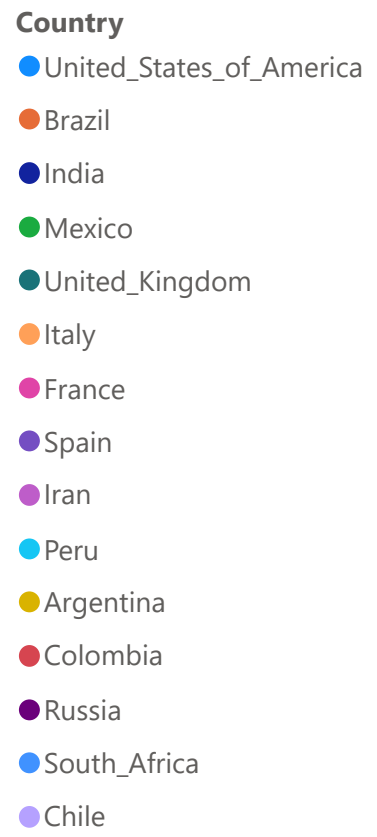 Country
United_States_of_America
Brazil
India
Mexico
United_Kingdom
Italy
France
Spain
Iran
Peru
Argentina
Colombia
Russia
South_Africa
Chile